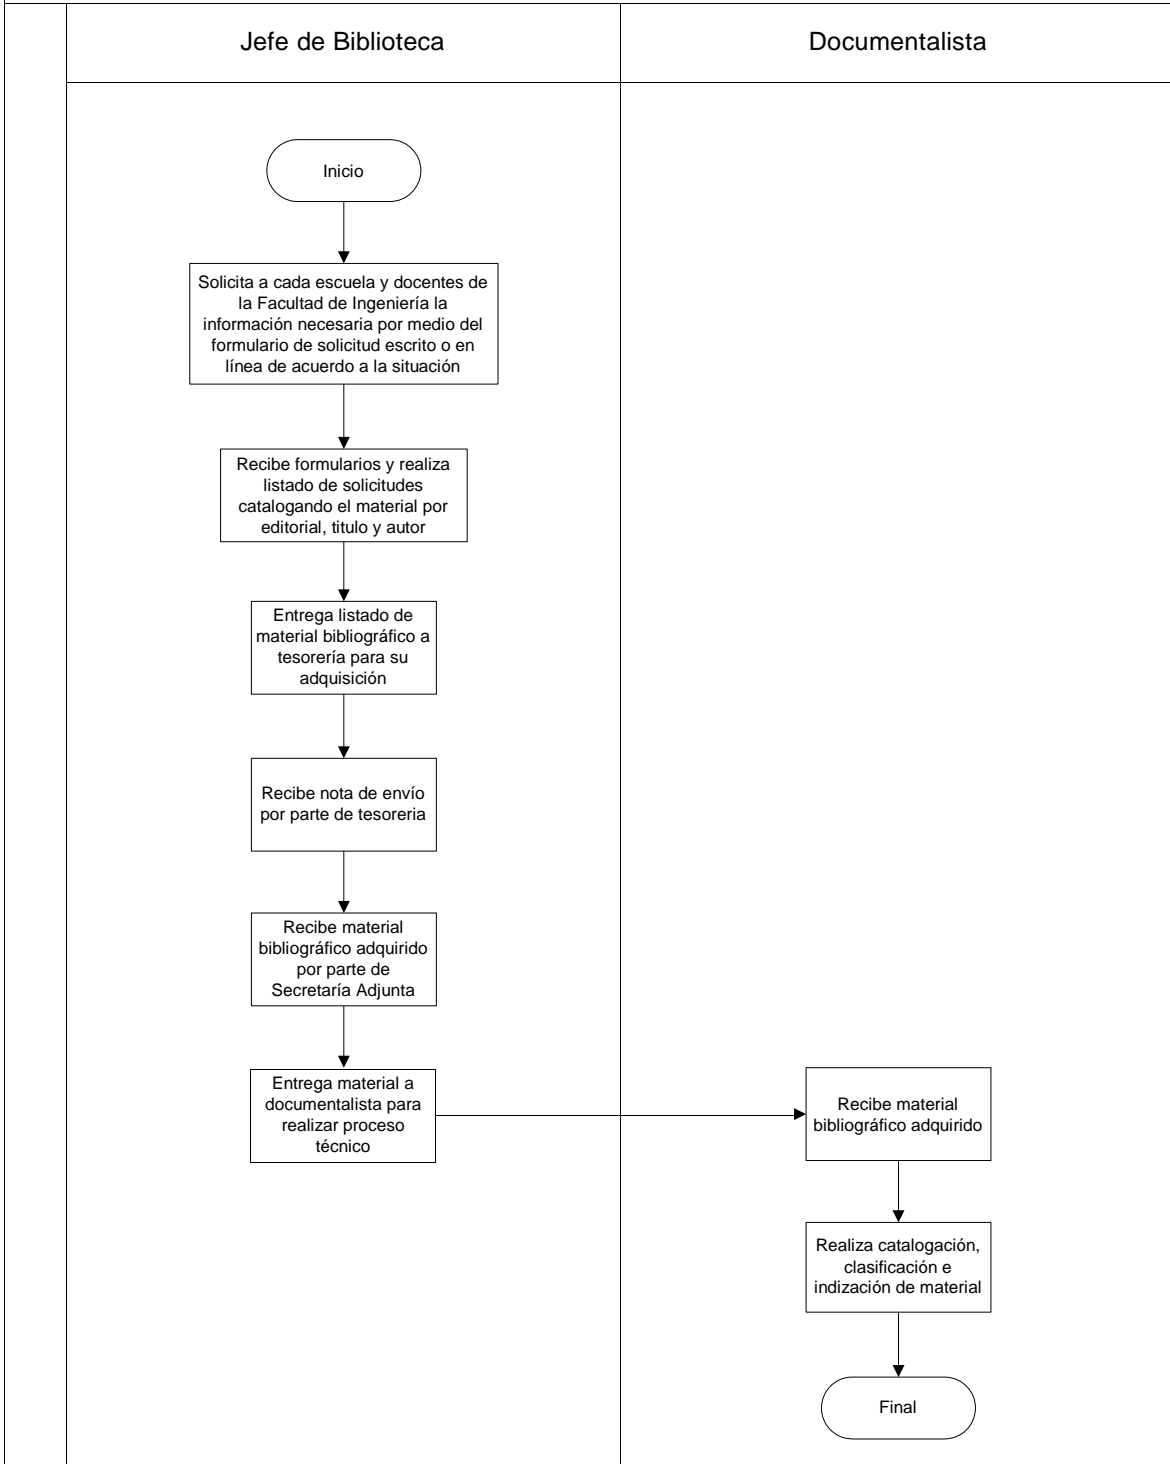 Jefe de Biblioteca
Documentalista
Inicio
Solicita a cada escuela y docentes de
la Facultad de Ingeniería la
información necesaria por medio del
formulario de solicitud escrito o en
línea de acuerdo a la situación
Recibe formularios y realiza
listado de solicitudes
catalogando el material por
editorial, titulo y autor
Entrega listado de
material bibliográfico a
tesorería para su
adquisición
Recibe nota de envío
por parte de tesoreria
Recibe material
bibliográfico adquirido
por parte de
Secretaría Adjunta
Entrega material a
documentalista para
realizar proceso
técnico
Recibe material
bibliográfico adquirido
Realiza catalogación,
clasificación e
indización de material
Final